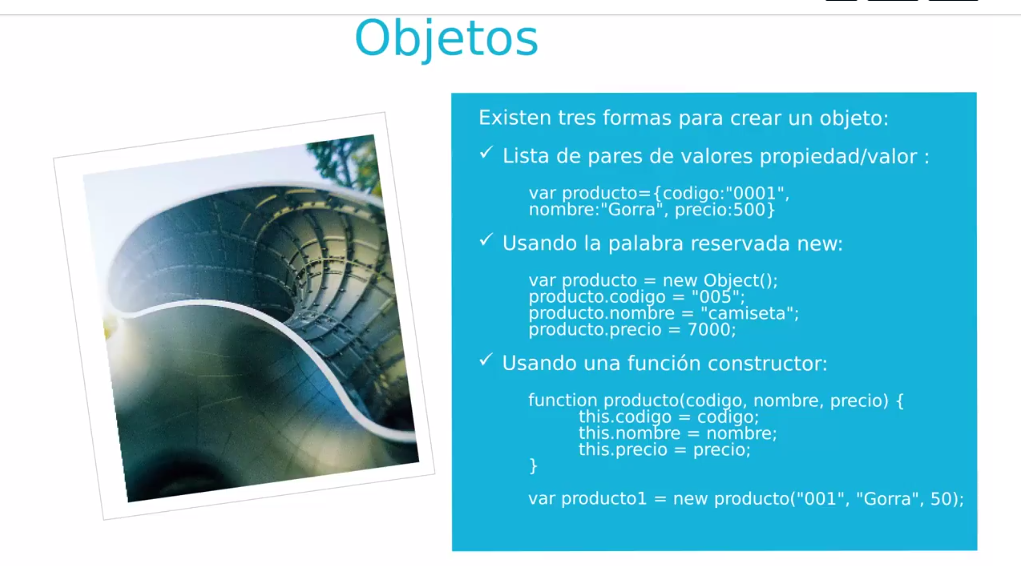 Objetos
Existen tres formas para crear un objeto:
✓ Lista de pares de valores propiedad/valor :
var producto={codigo:"0001",
nombre:"Gorra", precio:500}
✓ Usando la palabra reservada new:
var producto = new Object();
producto.codigo = "005";
producto.nombre = "camiseta";
producto.precio = 7000;
✓ Usando una función constructor:
function producto(codigo, nombre, precio) {
this.codigo = codigo;
this.nombre = nombre;
this.precio = precio;
}
var producto1 = new producto("001", "Gorra", 50);